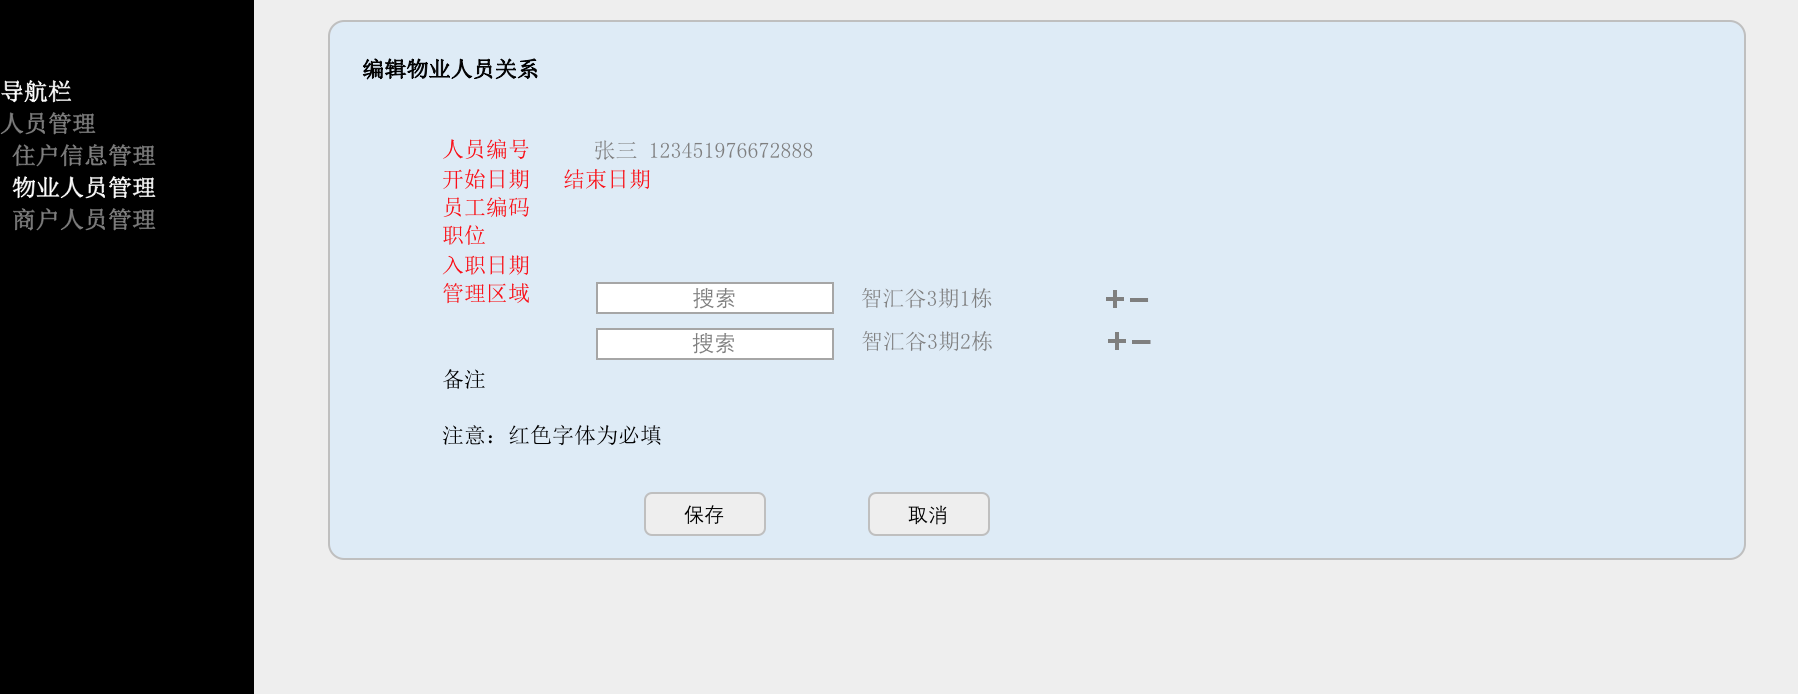 导航栏
人员管理
住户信息管理
物业人员管理
商户人员管理
编辑物业人员关系
人员编号 张三 123451976672888
开始日期 结束日期
员工编码
职位
入职日期
管理区域 搜索 智汇谷3期1栋
搜索 智汇谷3期2栋
备注
注意：红色字体为必填
保存 取消